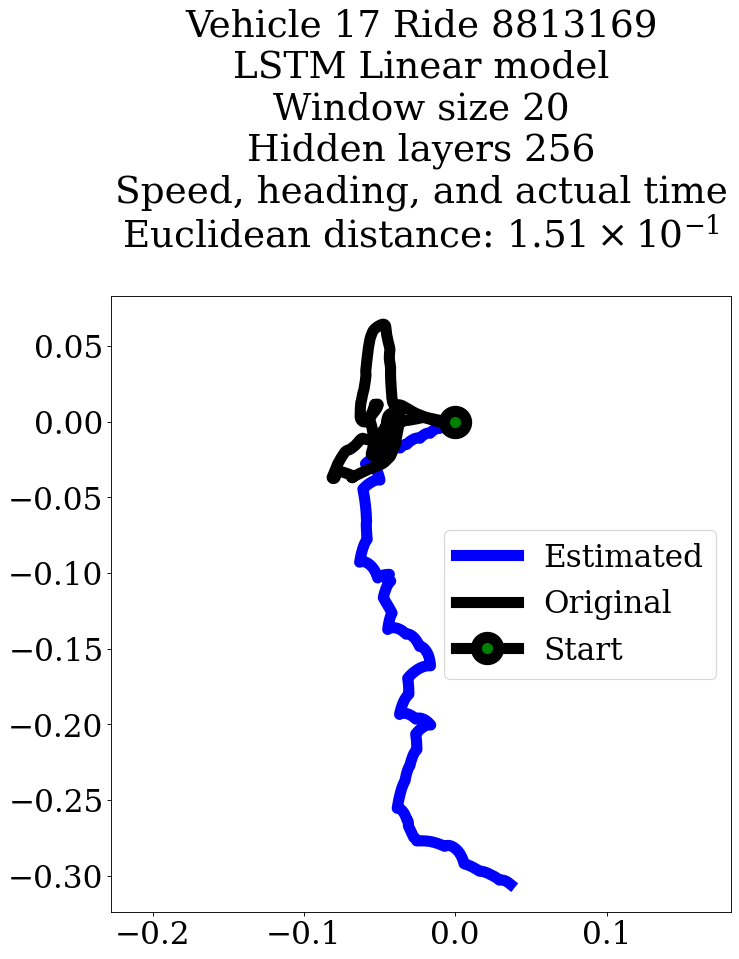 Vehicle 17 Ride 8813169
LSTM Linear model
Window size 20
Hidden layers 256
Speed, heading, and actual time
Euclidean distance: 1.51 × 10⁻¹
0.05
0.00
−0.05
−0.10
−0.15
−0.20
−0.25
−0.30
Estimated
Original
Start
−0.2
−0.1
0.0
0.1